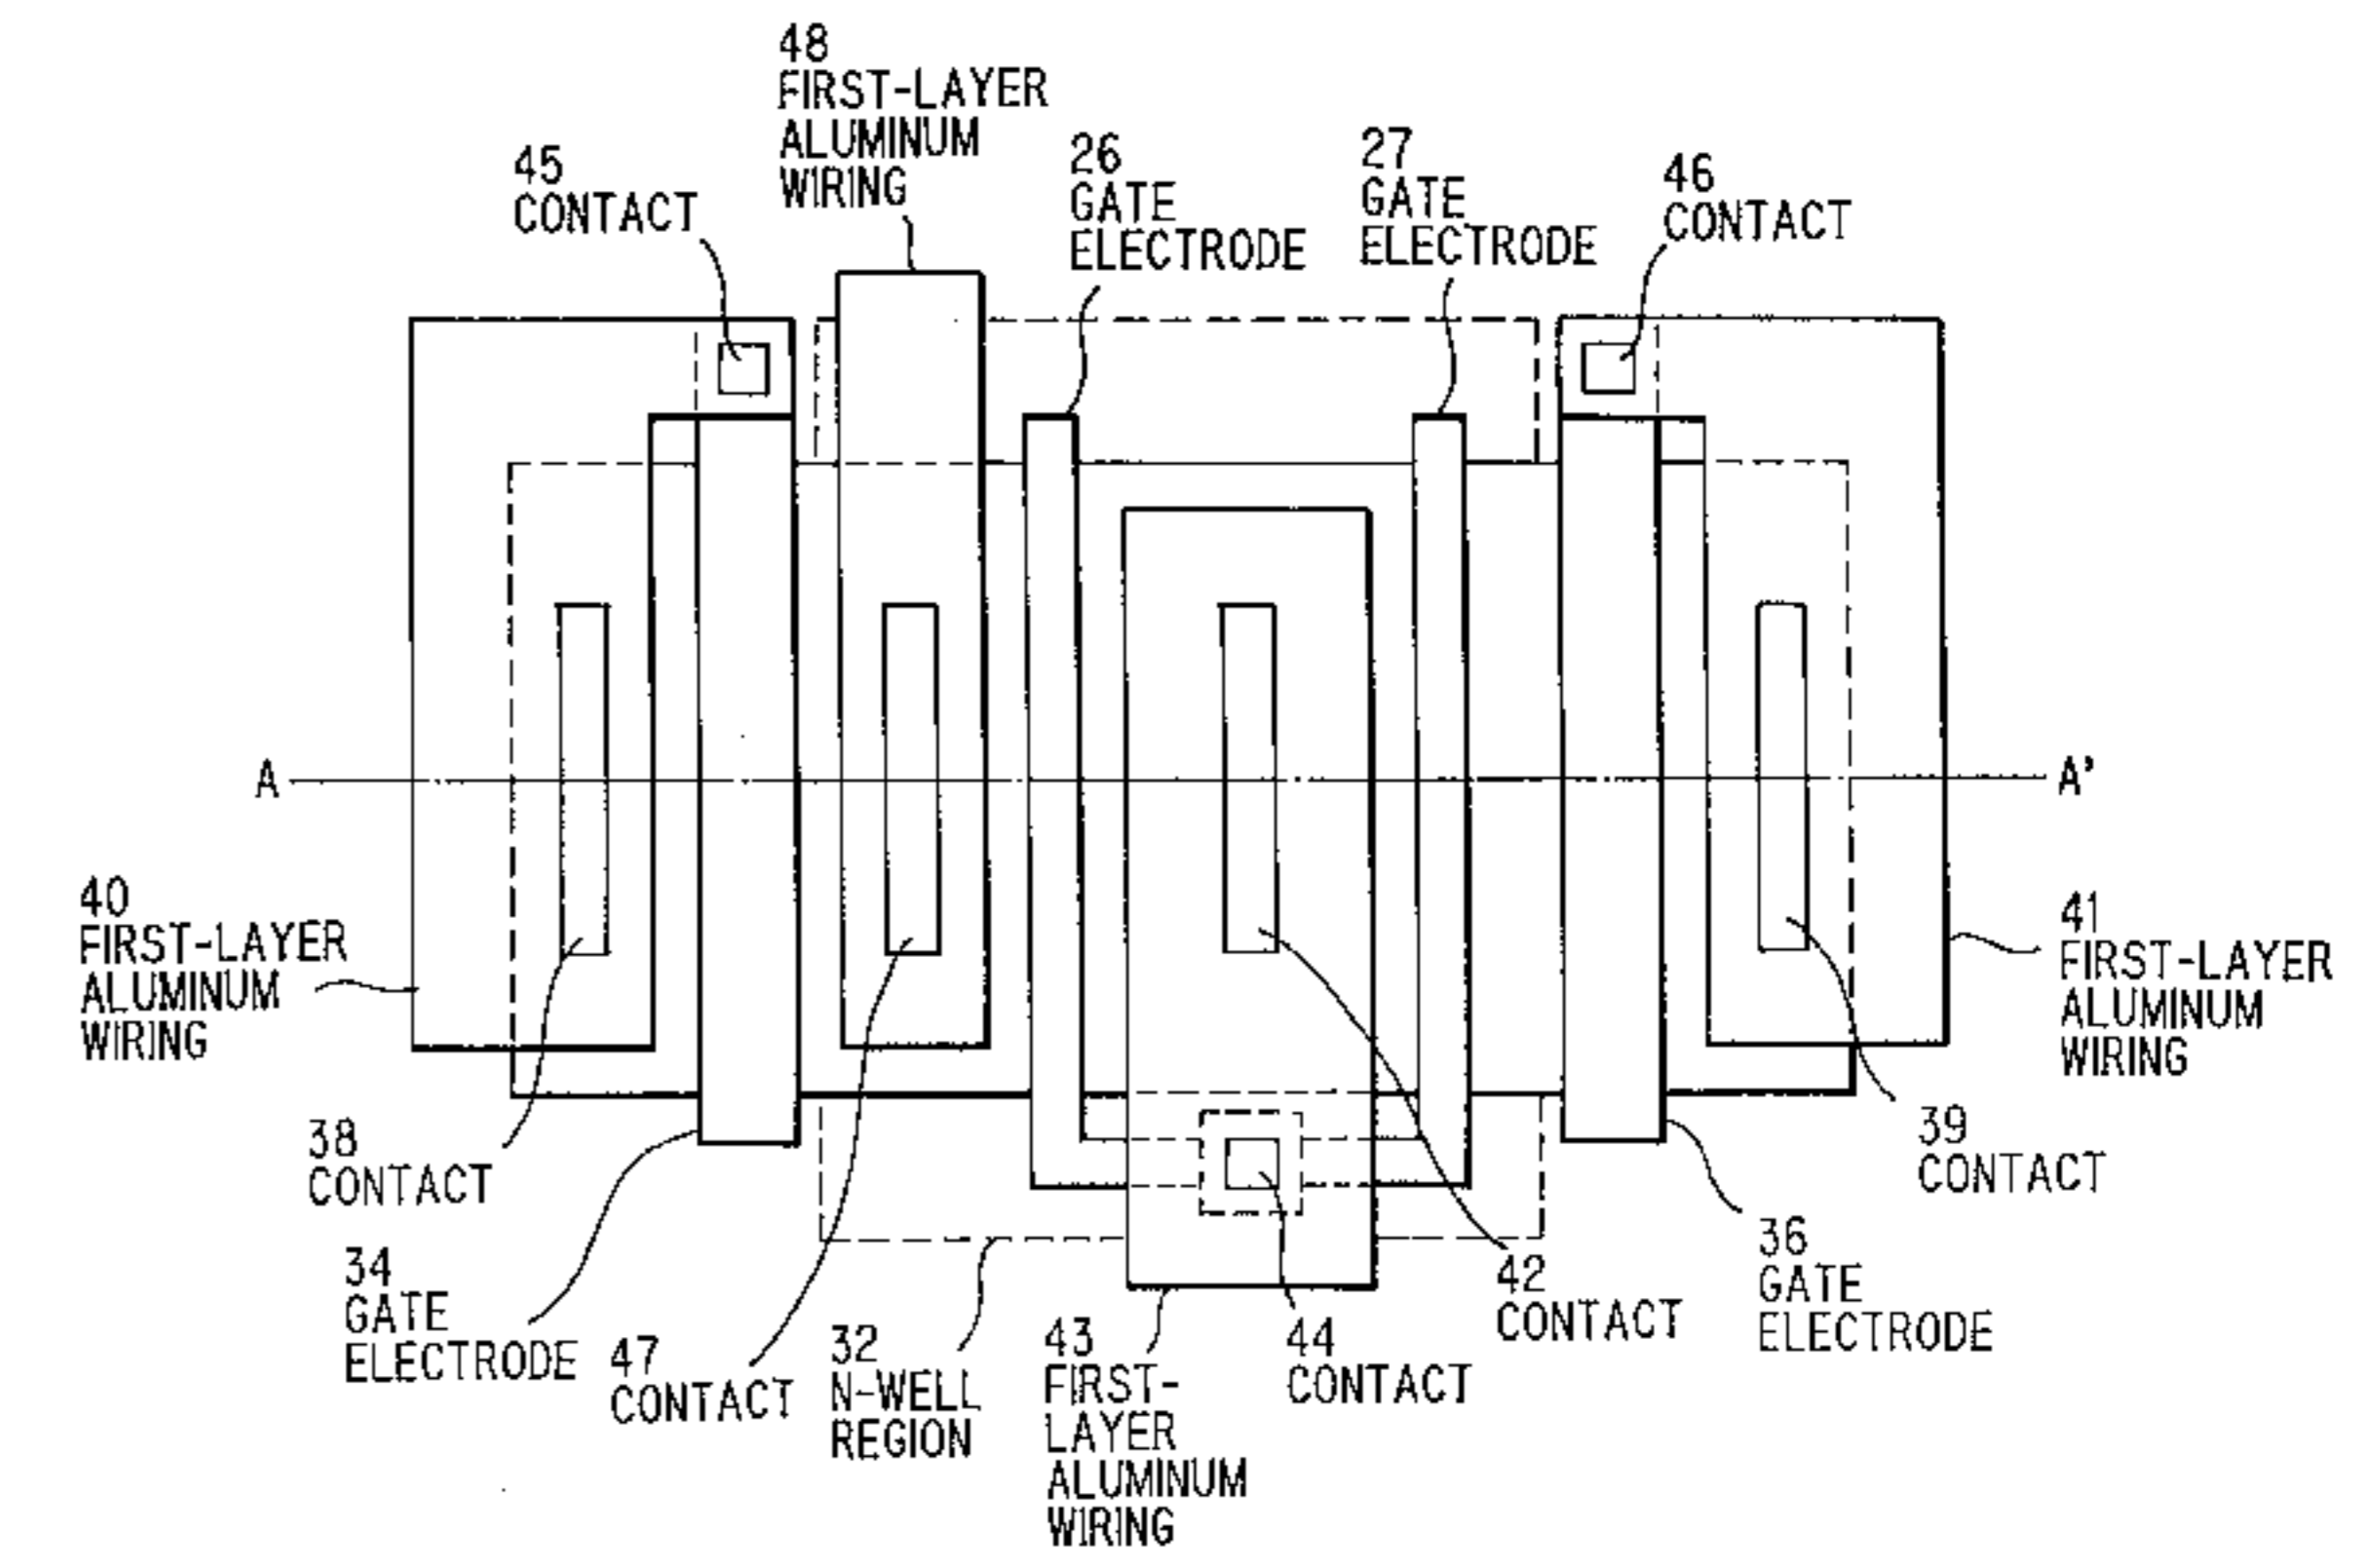 48
FIRST-LAYER
ALUMINUM
WIRING
45
CONTACT
26
GATE
ELECTRODE
27
GATE
ELECTRODE
46
CONTACT
A
A'
40
FIRST-LAYER
ALUMINUM
WIRING
41
FIRST-LAYER
ALUMINUM
WIRING
38
CONTACT
34
GATE
ELECTRODE
47
CONTACT
32
N-WELL
REGION
43
FIRST-
LAYER
ALUMINUM
WIRING
44
CONTACT
42
CONTACT
39
CONTACT
36
GATE
ELECTRODE